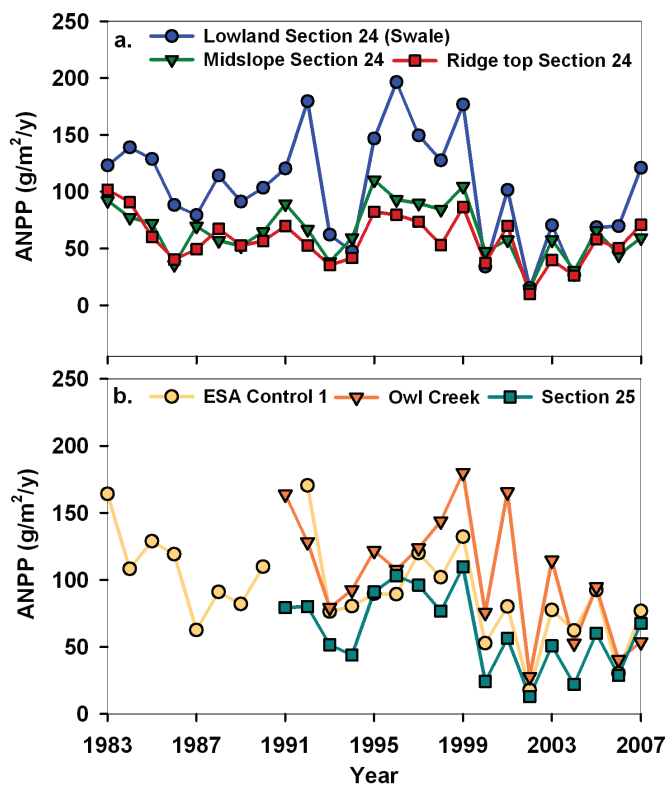 250
a.
Lowland Section 24 (Swale)
Midslope Section 24
Ridge top Section 24
200
150
100
50
0
ANPP (g/m²/y)
250
b.
ESA Control 1
Owl Creek
Section 25
200
150
100
50
0
ANPP (g/m²/y)
1983 1987 1991 1995 1999 2003 2007
Year